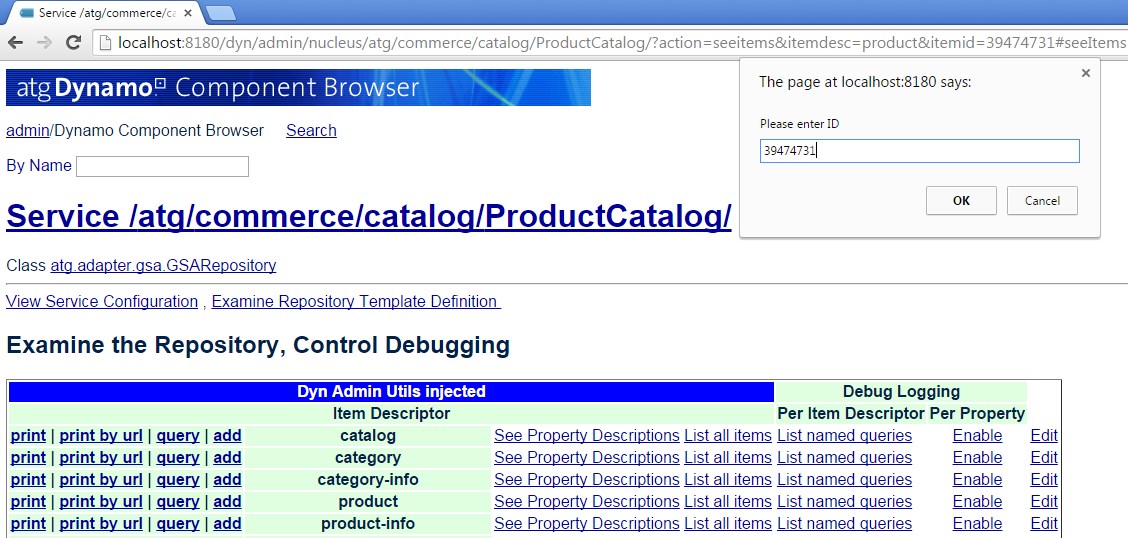 Service /atg/commerce/ca
localhost:8180/dyn/admin/nucleus/atg/commerce/catalog/ProductCatalog/?action=seeitems&itemdesc=product&itemid=39474731#seeItems
atg Dynamo Component Browser
The page at localhost:8180 says:
Please enter ID
39474731
OK Cancel
admin/Dynamo Component Browser Search
By Name
Service /atg/commerce/catalog/ProductCatalog/
Class atg.adapter.gsa.GSARepository
View Service Configuration , Examine Repository Template Definition
Examine the Repository, Control Debugging
Dyn Admin Utils injected Debug Logging
Item Descriptor Per Item Descriptor Per Property
print | print by url | query | add catalog See Property Descriptions List all items List named queries Enable Edit
print | print by url | query | add category See Property Descriptions List all items List named queries Enable Edit
print | print by url | query | add category-info See Property Descriptions List all items List named queries Enable Edit
print | print by url | query | add product See Property Descriptions List all items List named queries Enable Edit
print | print by url | query | add product-info See Property Descriptions List all items List named queries Enable Edit